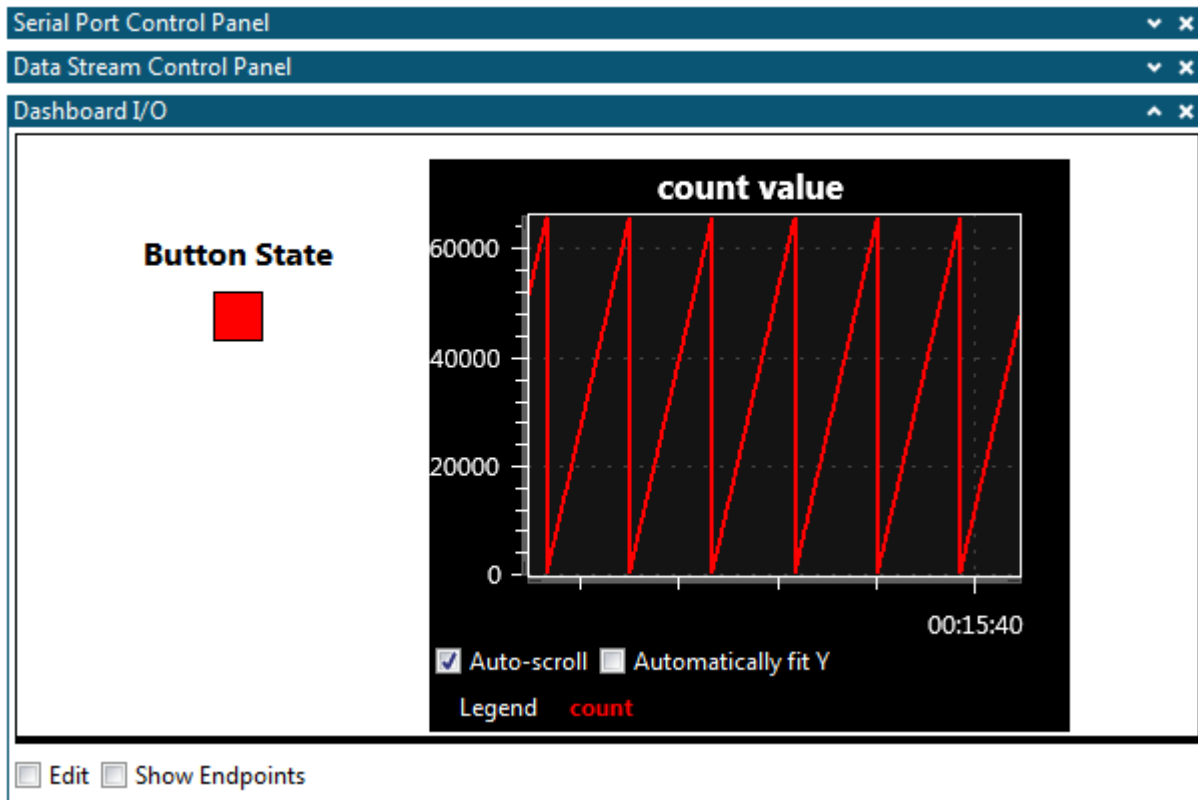 Serial Port Control Panel
Data Stream Control Panel
Dashboard I/O
Button State
count value
60000
40000
20000
0
00:15:40
Auto-scroll Automatically fit Y
Legend count
Edit Show Endpoints